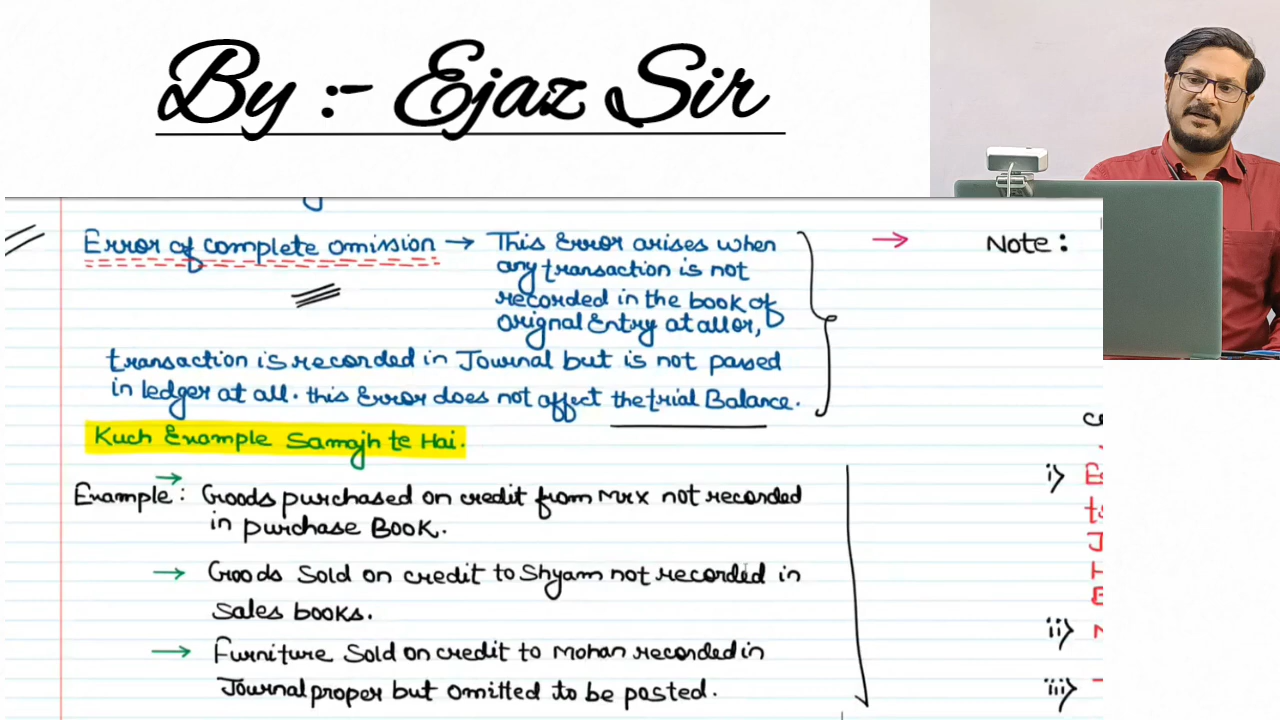 By :- Ejaz Sir
Error of complete omission → This Error arises when
any transaction is not
recorded in the book of
orignal Entry at all or,
transaction is recorded in Journal but is not passed
in ledger at all. this Error does not affect the trial Balance.
Kuch Example Samajh te Hai.
Example : Goods purchased on credit from Mr x not recorded
in purchase Book.
→ Goods Sold on credit to Shyam not recorded in
Sales books.
→ Furniture Sold on credit to Mohan recorded in
Journal proper but omitted to be posted.
→ Note :
i)
ii)
iii)